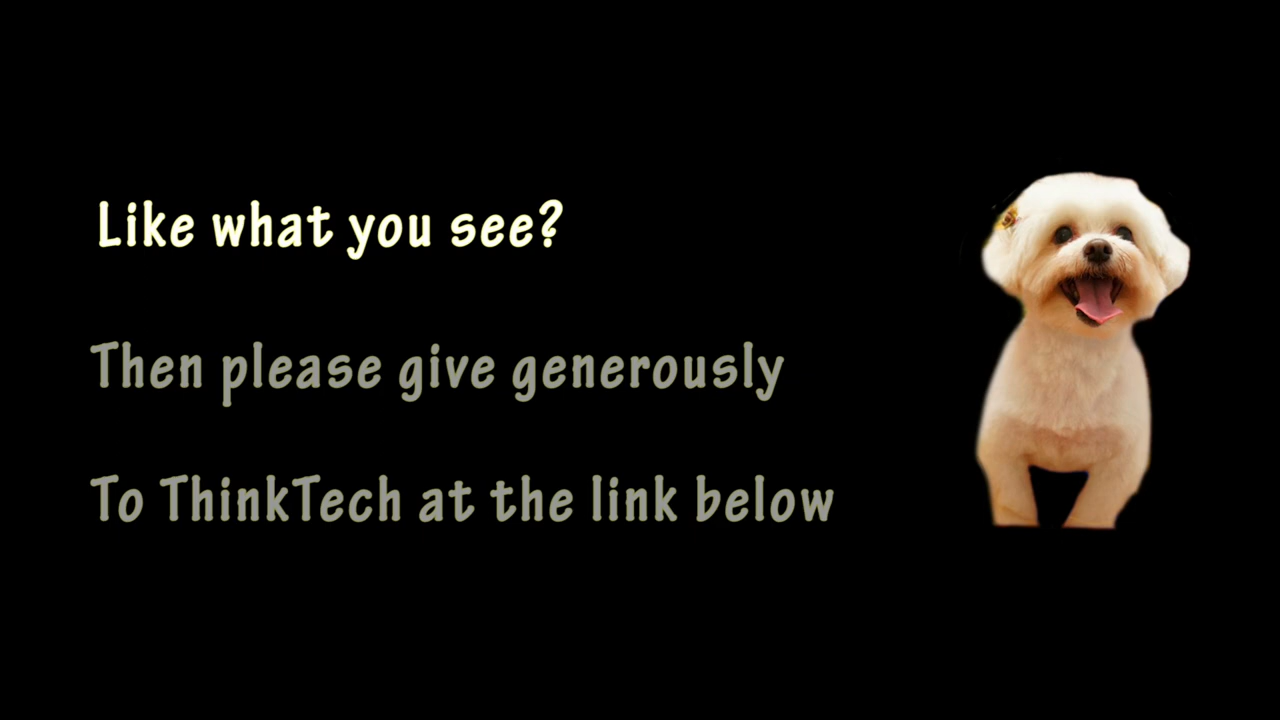 Like what you see?
Then please give generously
To ThinkTech at the link below